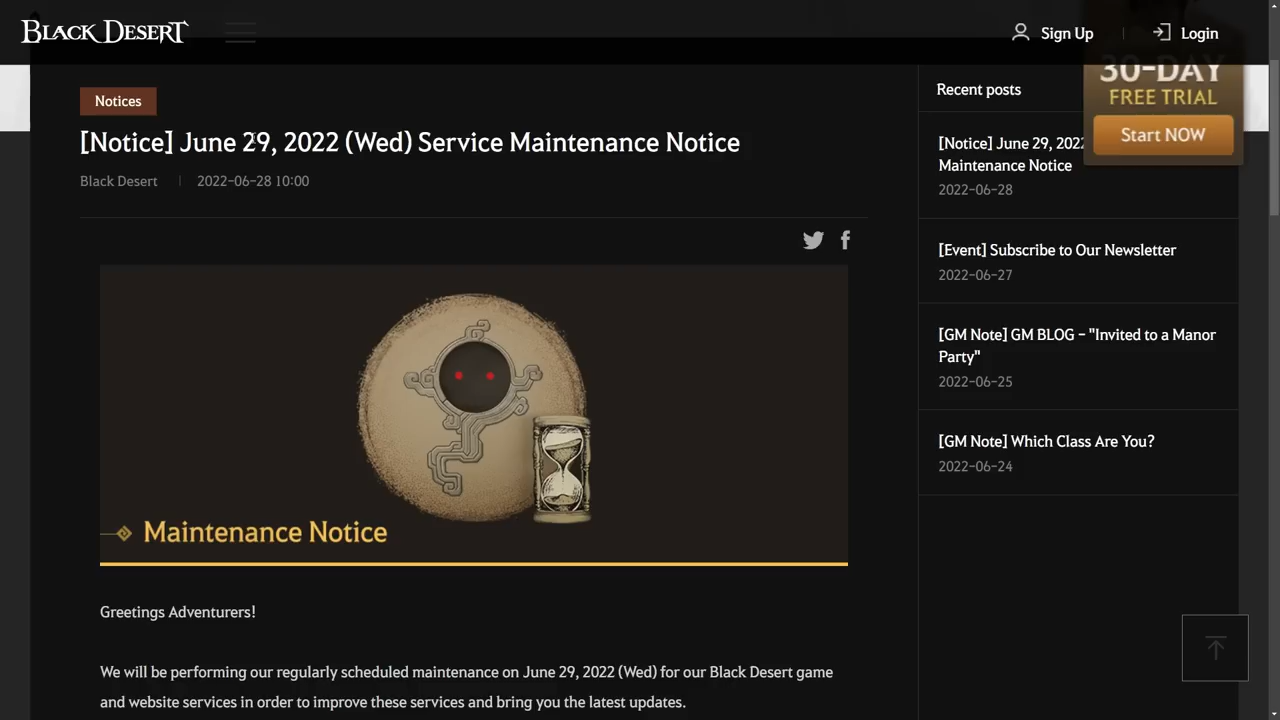 BLACK DESERT
Sign Up
Login
30-DAY
FREE TRIAL
Start NOW
Notices
[Notice] June 29, 2022 (Wed) Service Maintenance Notice
Black Desert
2022-06-28 10:00
Maintenance Notice
Greetings Adventurers!
We will be performing our regularly scheduled maintenance on June 29, 2022 (Wed) for our Black Desert game
and website services in order to improve these services and bring you the latest updates.
Recent posts
[Notice] June 29, 2022
Maintenance Notice
2022-06-28
[Event] Subscribe to Our Newsletter
2022-06-27
[GM Note] GM BLOG - "Invited to a Manor
Party"
2022-06-25
[GM Note] Which Class Are You?
2022-06-24